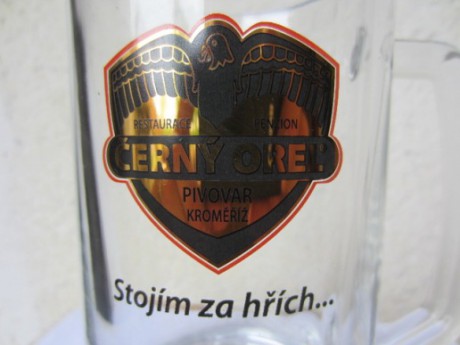 RESTAURACE PENZION
ČERNÝ OREL
PIVOVAR
KROMĚŘÍŽ
Stojím za hřích...